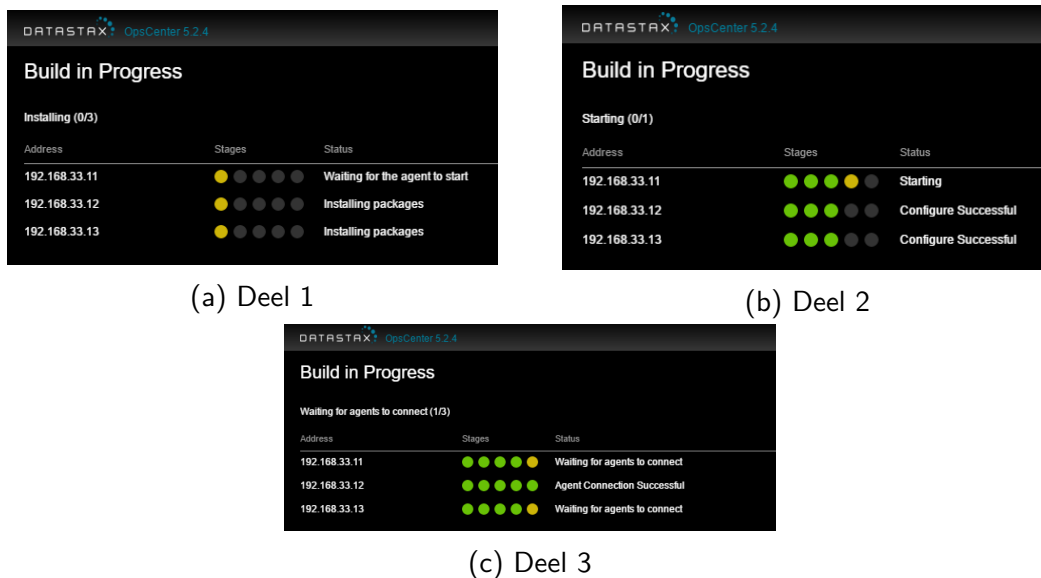 DATASTAX OpsCenter 5.2.4
Build in Progress
Installing (0/3)
Address Stages Status
192.168.33.11 Waiting for the agent to start
192.168.33.12 Installing packages
192.168.33.13 Installing packages
(a) Deel 1
DATASTAX OpsCenter 5.2.4
Build in Progress
Starting (0/1)
Address Stages Status
192.168.33.11 Starting
192.168.33.12 Configure Successful
192.168.33.13 Configure Successful
(b) Deel 2
DATASTAX OpsCenter 5.2.4
Build in Progress
Waiting for agents to connect (1/3)
Address Stages Status
192.168.33.11 Waiting for agents to connect
192.168.33.12 Agent Connection Successful
192.168.33.13 Waiting for agents to connect
(c) Deel 3